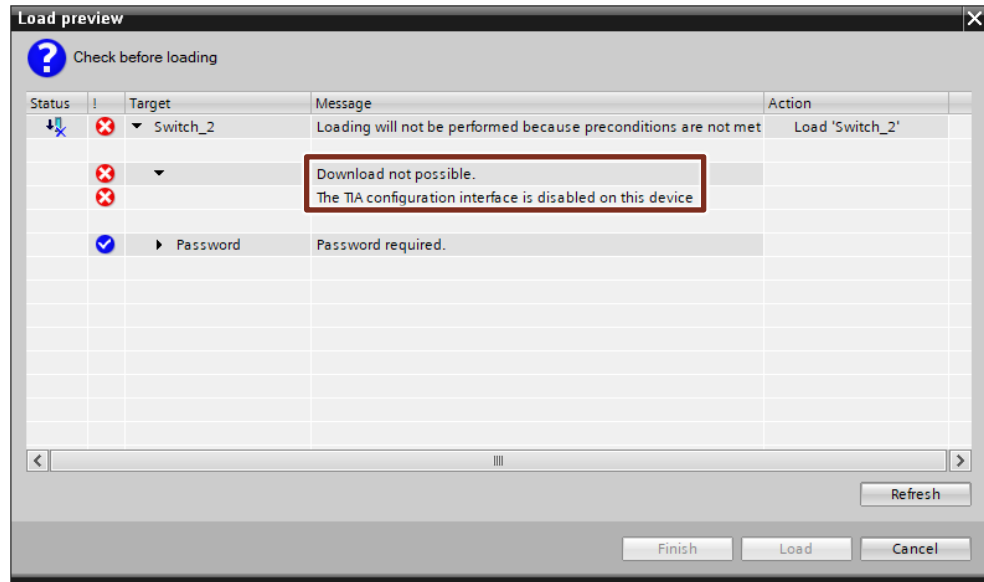 Load preview
Check before loading
Status ! Target Message Action
Switch_2 Loading will not be performed because preconditions are not met Load 'Switch_2'
Download not possible.
The TIA configuration interface is disabled on this device
Password Password required.
Refresh
Finish Load Cancel